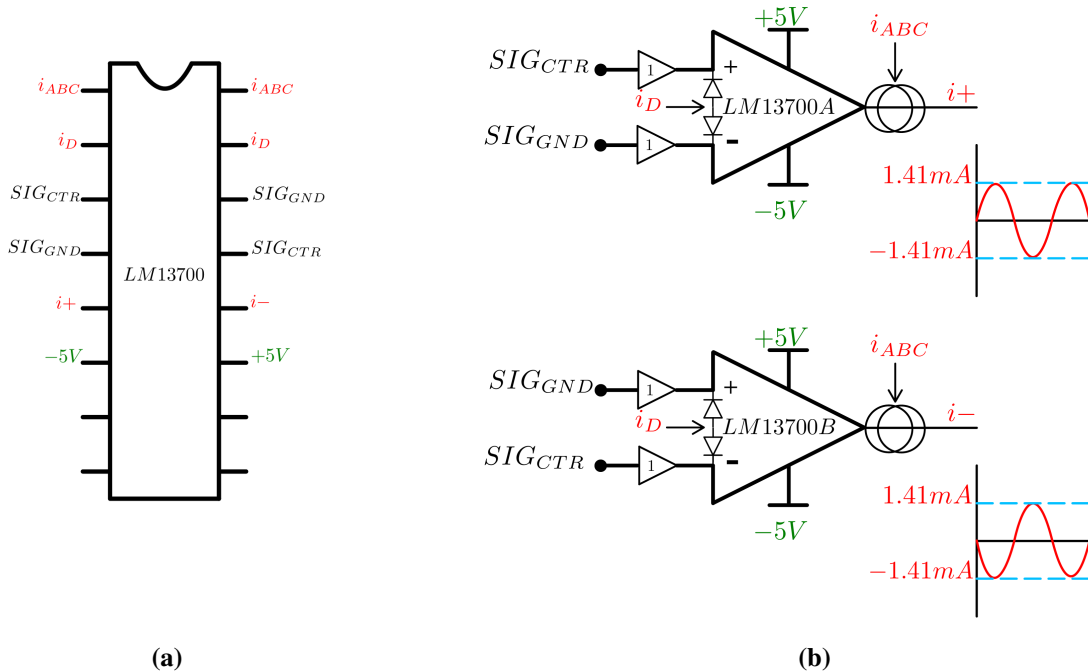 i_ABC i_ABC
i_D i_D
SIG_CTR SIG_GND
SIG_GND SIG_CTR
LM13700
i+ i−
−5V +5V
(a)
+5V
i_ABC
SIG_CTR 1 +
i_D LM13700A i+
SIG_GND 1 -
−5V
1.41mA
−1.41mA
+5V
i_ABC
SIG_GND 1 +
i_D LM13700B i−
SIG_CTR 1 -
−5V
1.41mA
−1.41mA
(b)